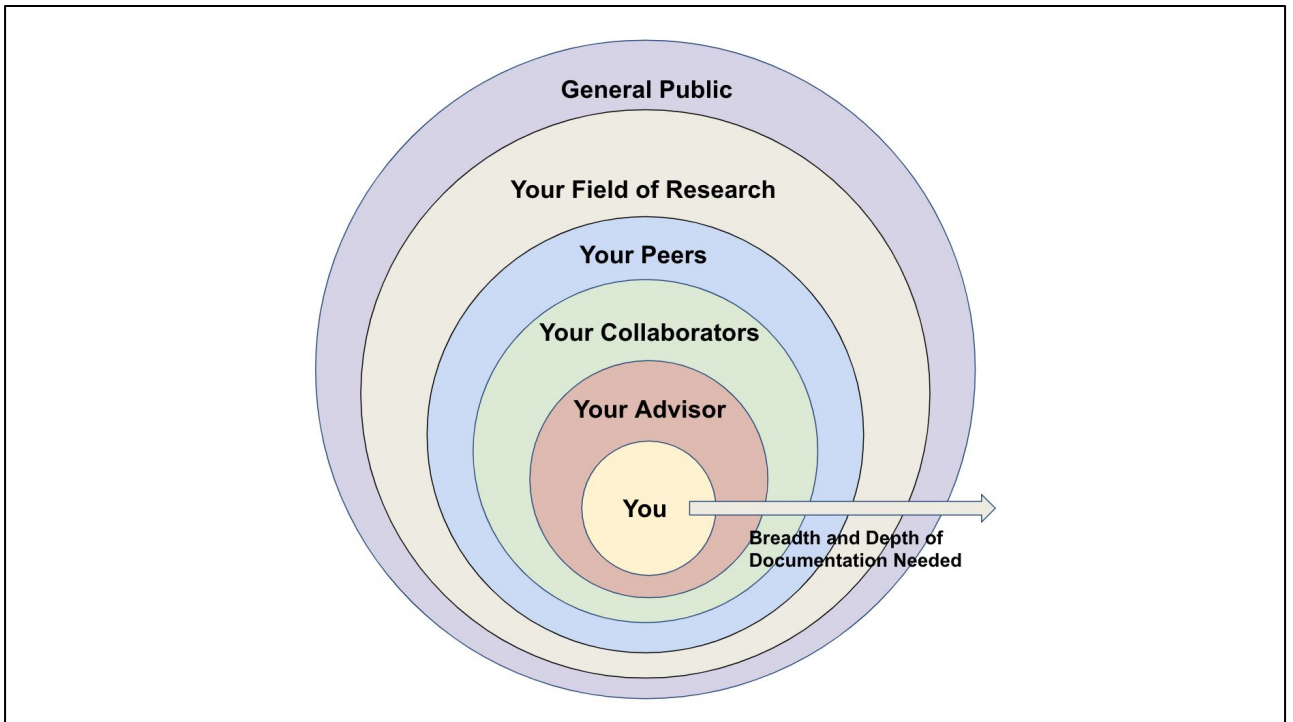 General Public
Your Field of Research
Your Peers
Your Collaborators
Your Advisor
You
Breadth and Depth of
Documentation Needed